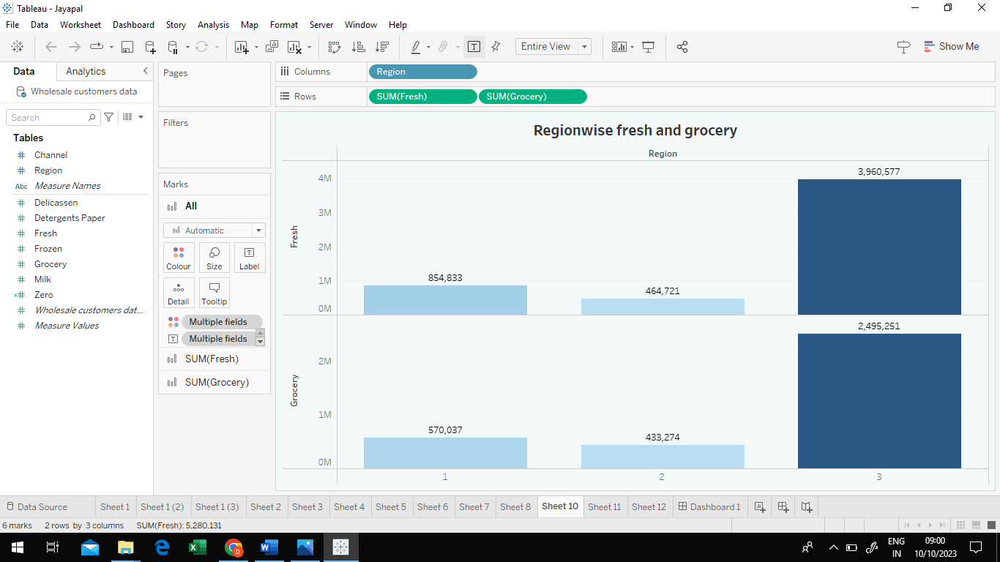 Tableau - Jayapal
File Data Worksheet Dashboard Story Analysis Map Format Server Window Help
Entire View
Show Me
Data Analytics
Wholesale customers data
Search
Tables
Channel
Region
Abc Measure Names
Delicassen
Detergents Paper
Fresh
Frozen
Grocery
Milk
Zero
Wholesale customers dat...
Measure Values
Pages
Filters
Marks
All
Automatic
Colour Size Label
Detail Tooltip
Multiple fields
Multiple fields
SUM(Fresh)
SUM(Grocery)
Columns Region
Rows SUM(Fresh) SUM(Grocery)
Regionwise fresh and grocery
Region
Fresh
4M
3M
2M
1M
0M
854,833
464,721
3,960,577
Grocery
2M
1M
0M
570,037
433,274
2,495,251
1 2 3
Data Source Sheet 1 Sheet 1 (2) Sheet 1 (3) Sheet 2 Sheet 3 Sheet 4 Sheet 5 Sheet 6 Sheet 7 Sheet 8 Sheet 10 Sheet 11 Sheet 12 Dashboard 1
6 marks 2 rows by 3 columns SUM(Fresh): 5,280,131
ENG
IN
09:00
10/10/2023